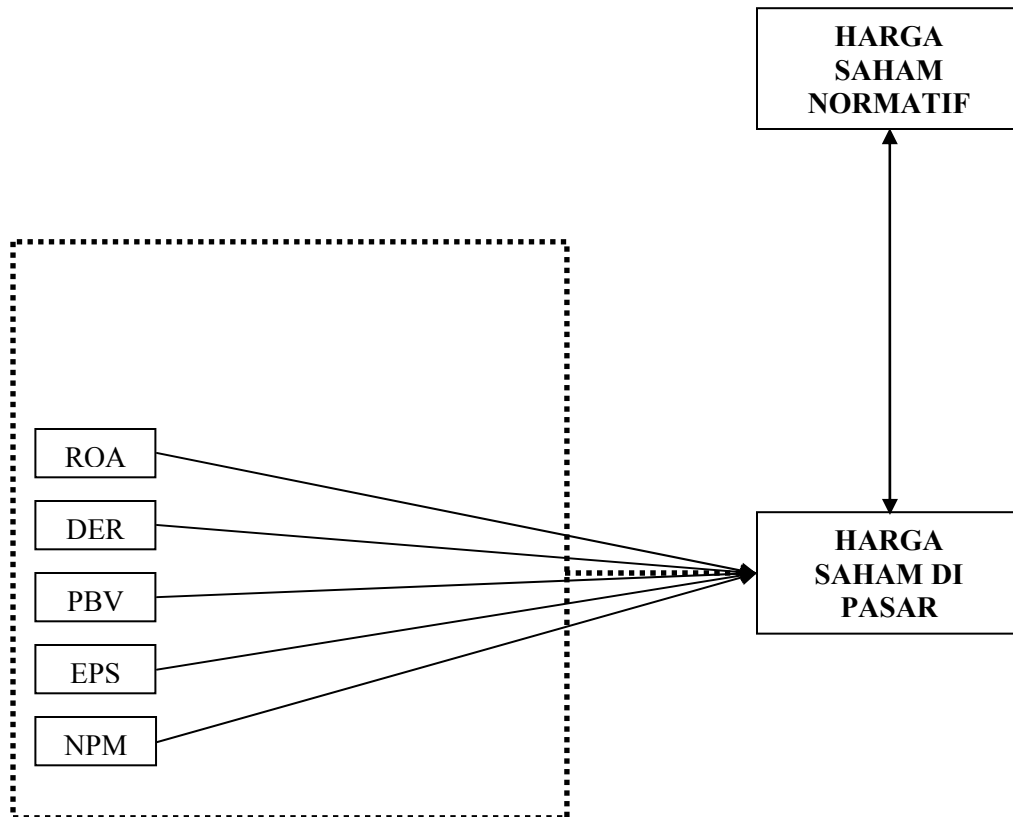 HARGA
SAHAM
NORMATIF
ROA
DER
PBV
EPS
NPM
HARGA
SAHAM DI
PASAR